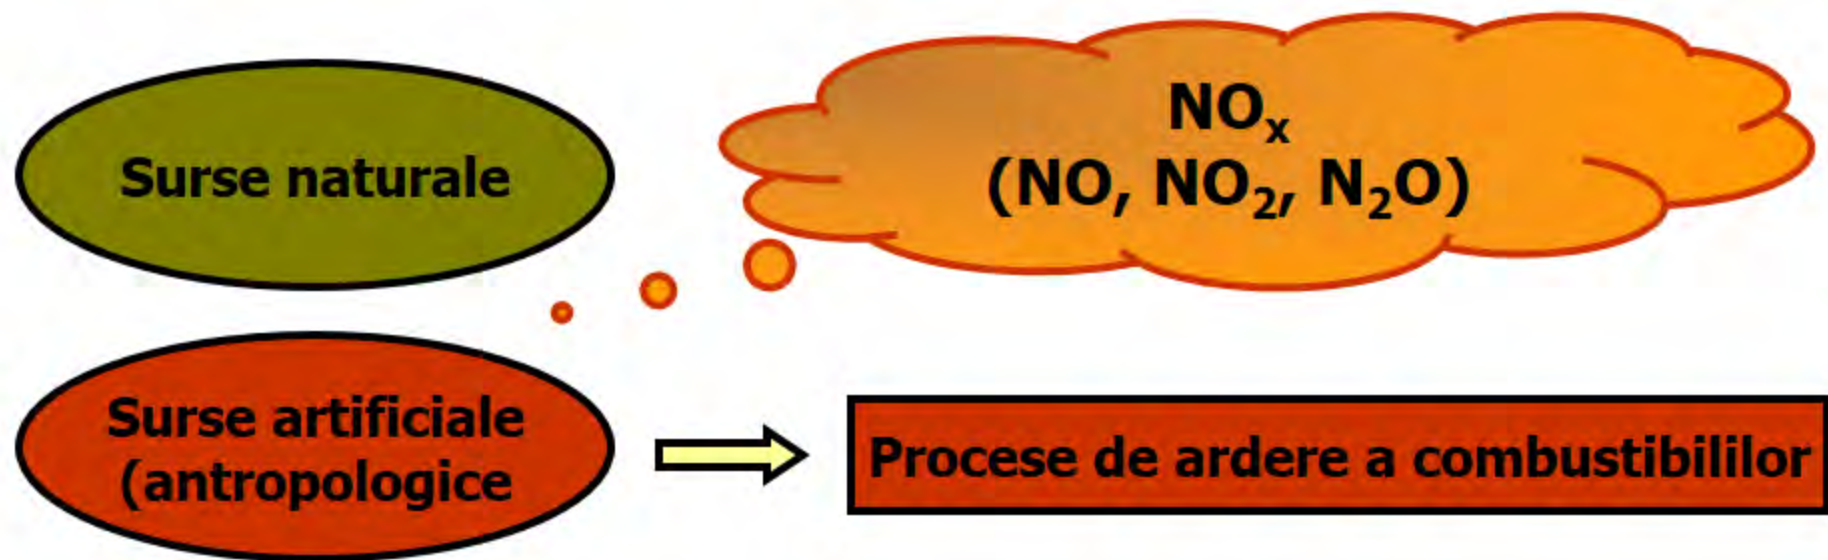 Surse naturale
NOₓ
(NO, NO₂, N₂O)
Surse artificiale
(antropologice
Procese de ardere a combustibililor